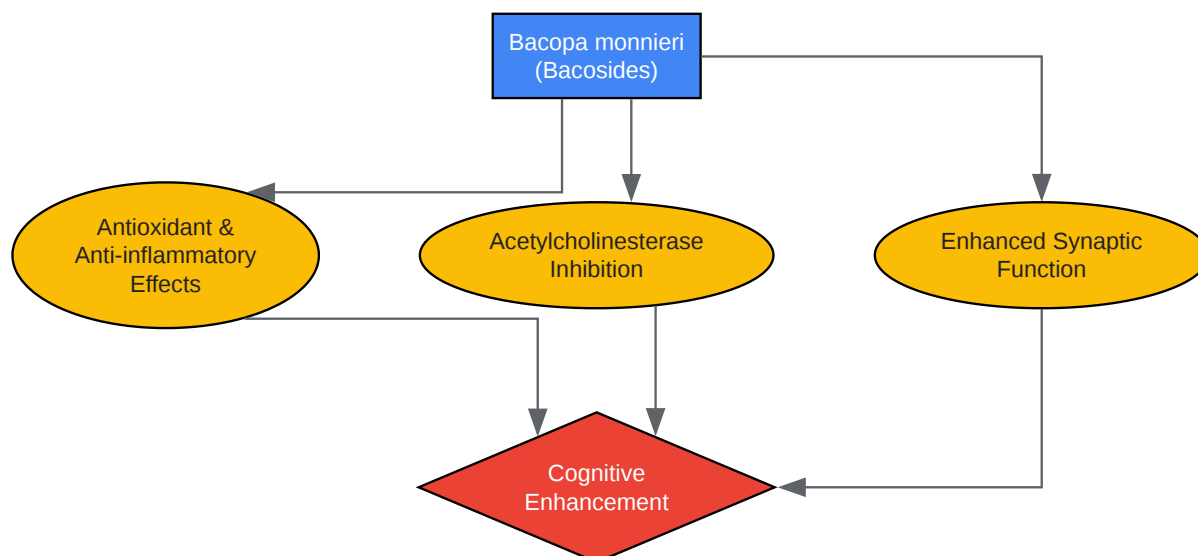 Bacopa monnieri
(Bacosides)
Antioxidant &
Anti-inflammatory
Effects
Acetylcholinesterase
Inhibition
Enhanced Synaptic
Function
Cognitive
Enhancement